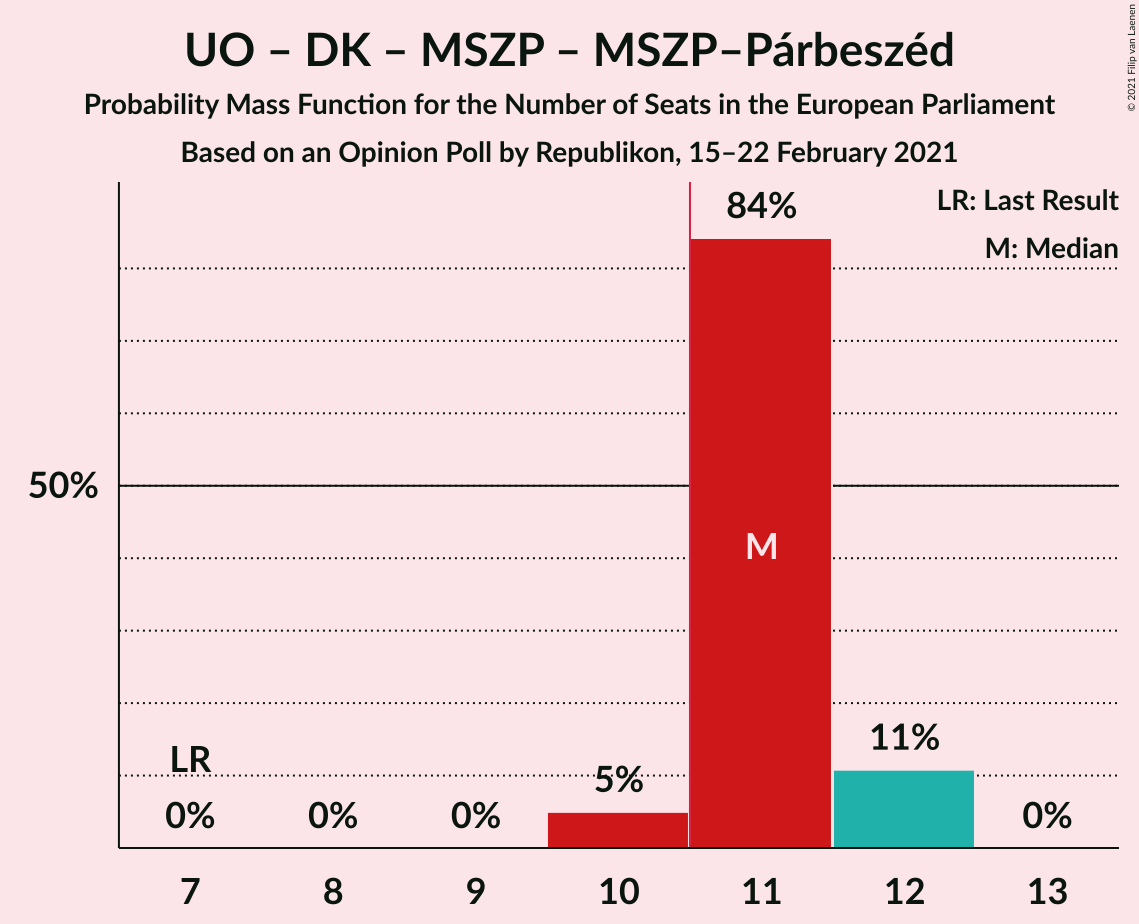 UO – DK – MSZP – MSZP–Párbeszéd
Probability Mass Function for the Number of Seats in the European Parliament
Based on an Opinion Poll by Republikon, 15–22 February 2021
© 2021 Filip van Laenen
LR: Last Result
M: Median
84%
50%
M
11%
LR
5%
0% 0% 0% 0%
7 8 9 10 11 12 13